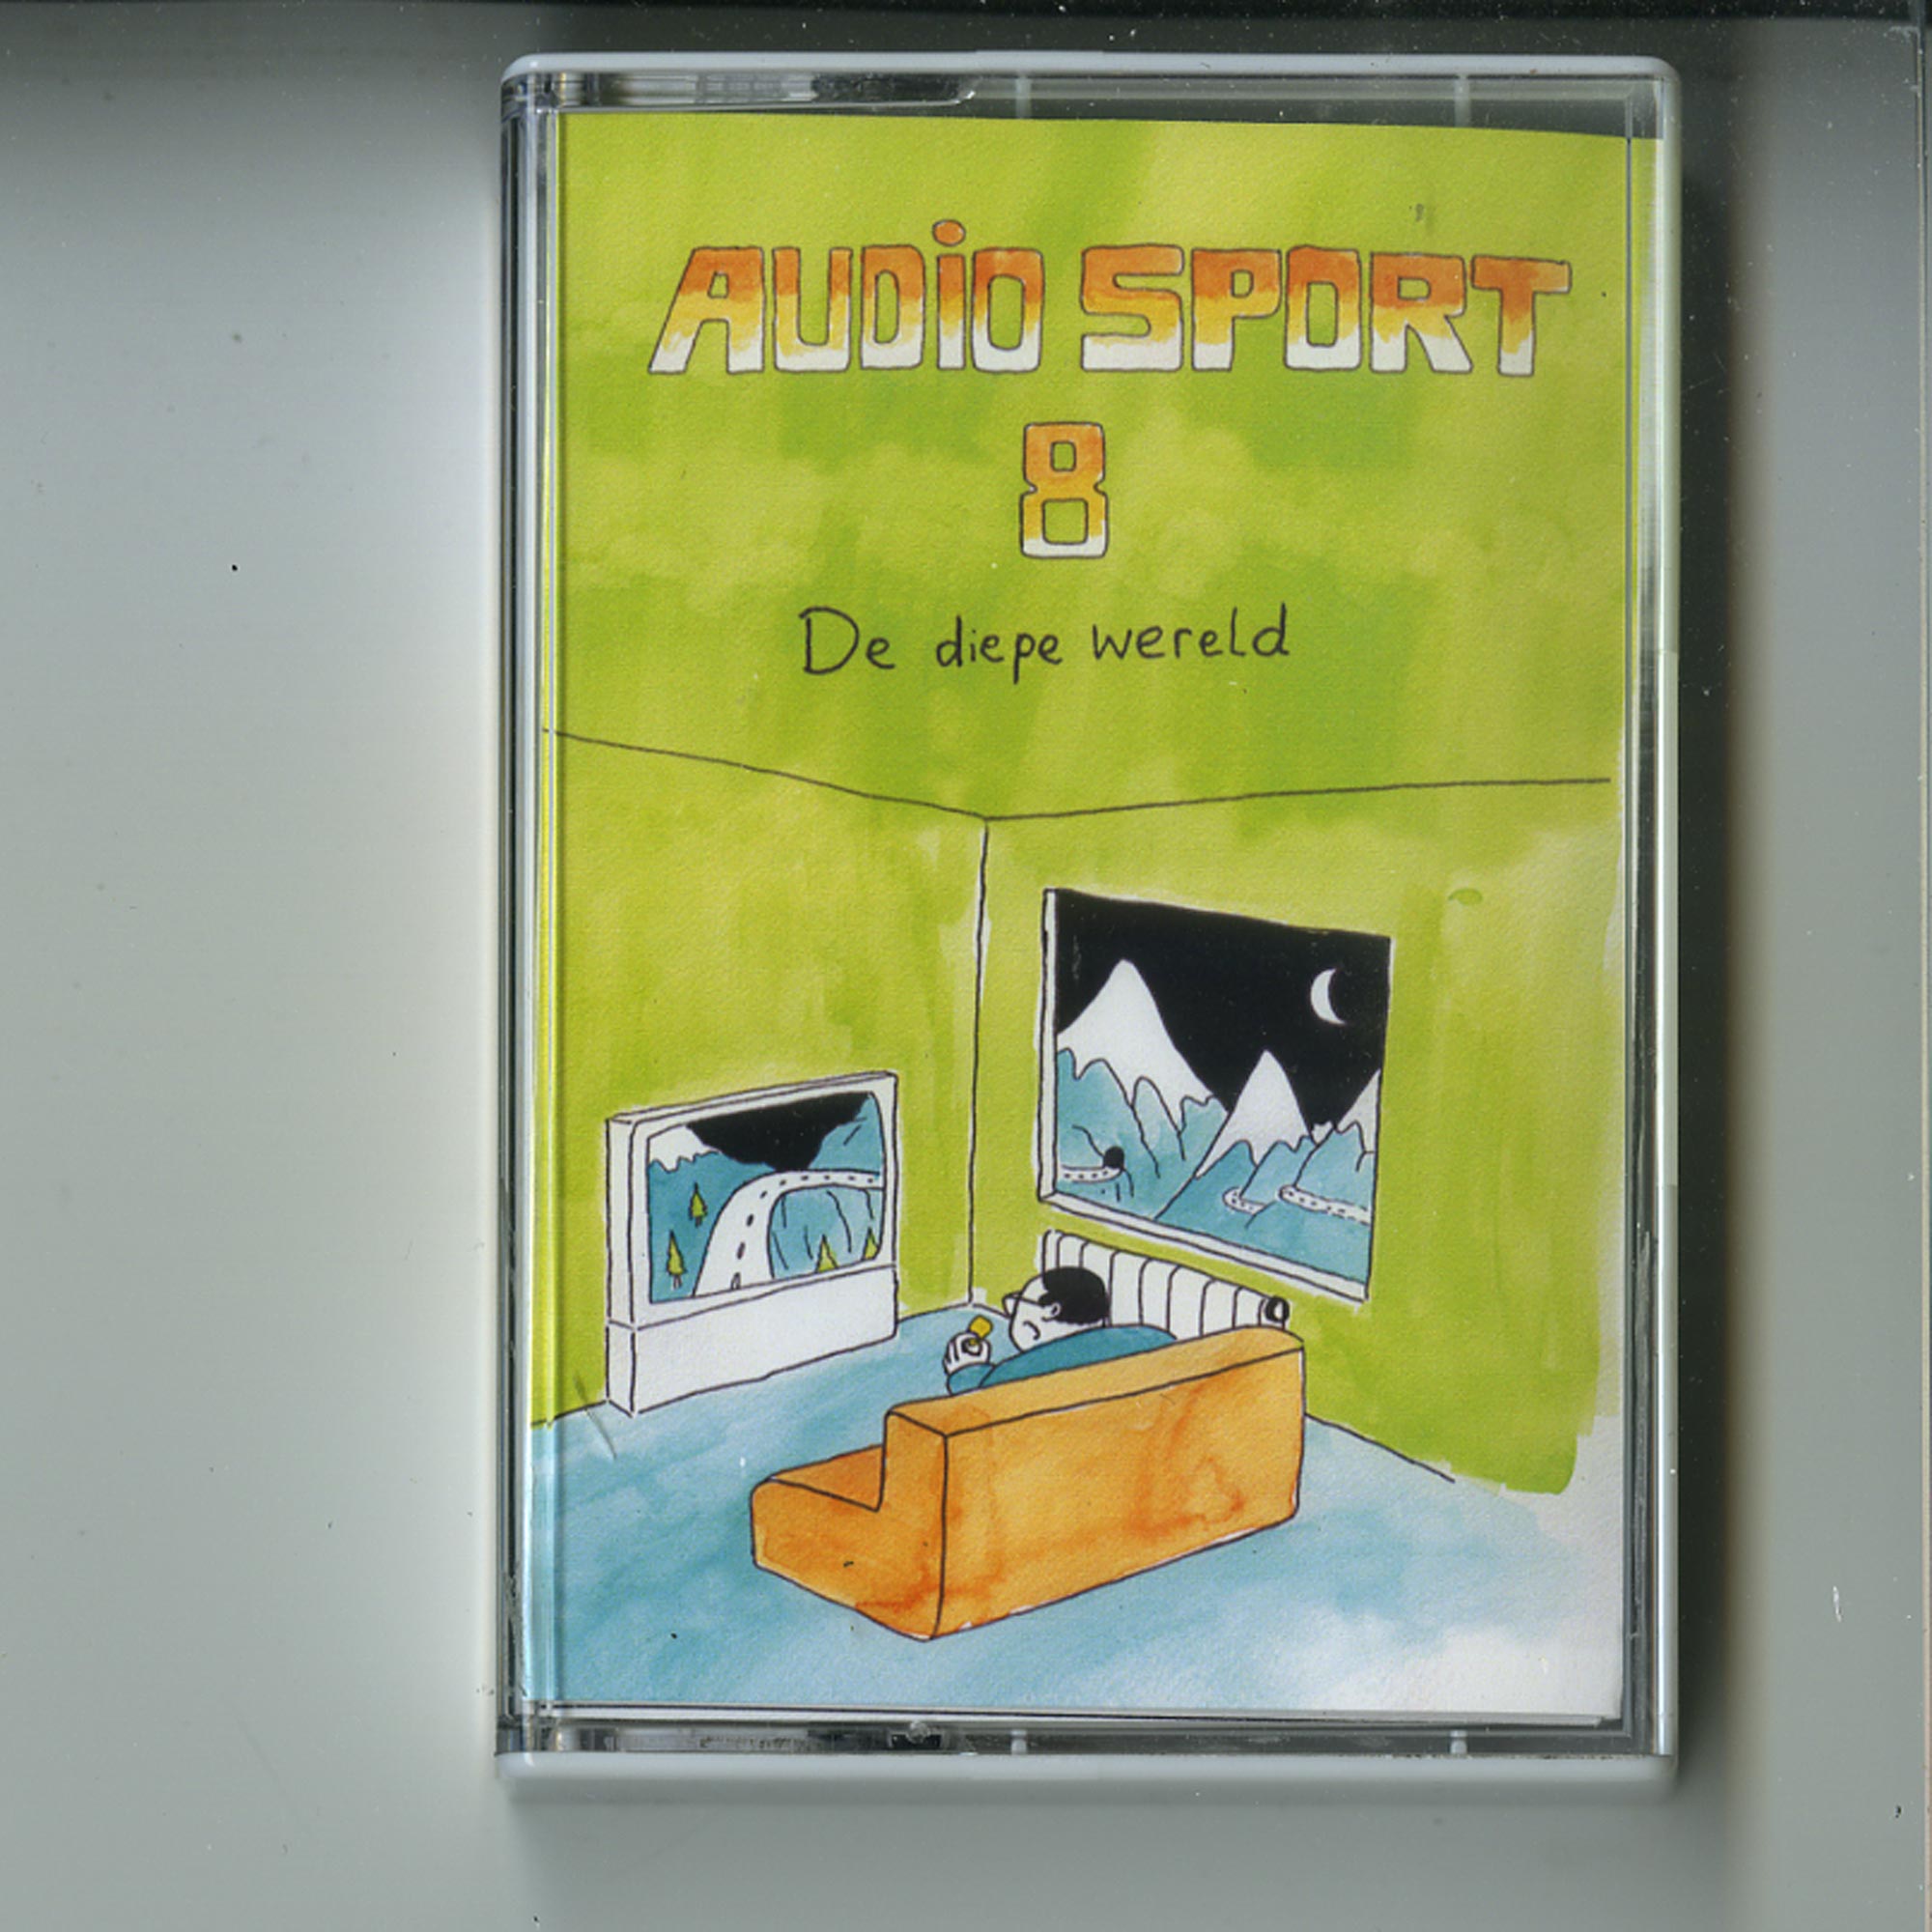 AUDiO SPORT
8
De diepe wereld